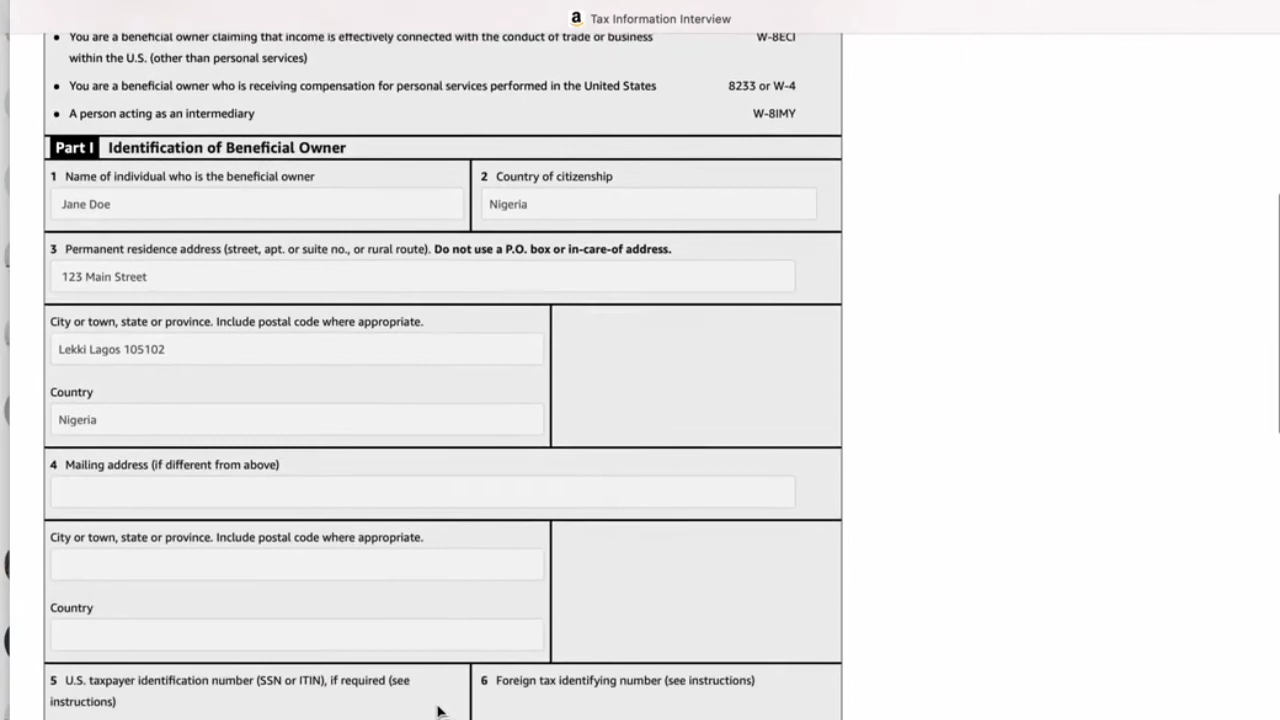 Tax Information Interview
• You are a beneficial owner claiming that income is effectively connected with the conduct of trade or business W-8ECI
within the U.S. (other than personal services)
• You are a beneficial owner who is receiving compensation for personal services performed in the United States 8233 or W-4
• A person acting as an intermediary W-8IMY
Part I Identification of Beneficial Owner
1 Name of individual who is the beneficial owner
Jane Doe
2 Country of citizenship
Nigeria
3 Permanent residence address (street, apt. or suite no., or rural route). Do not use a P.O. box or in-care-of address.
123 Main Street
City or town, state or province. Include postal code where appropriate.
Lekki Lagos 105102
Country
Nigeria
4 Mailing address (if different from above)
City or town, state or province. Include postal code where appropriate.
Country
5 U.S. taxpayer identification number (SSN or ITIN), if required (see
instructions)
6 Foreign tax identifying number (see instructions)